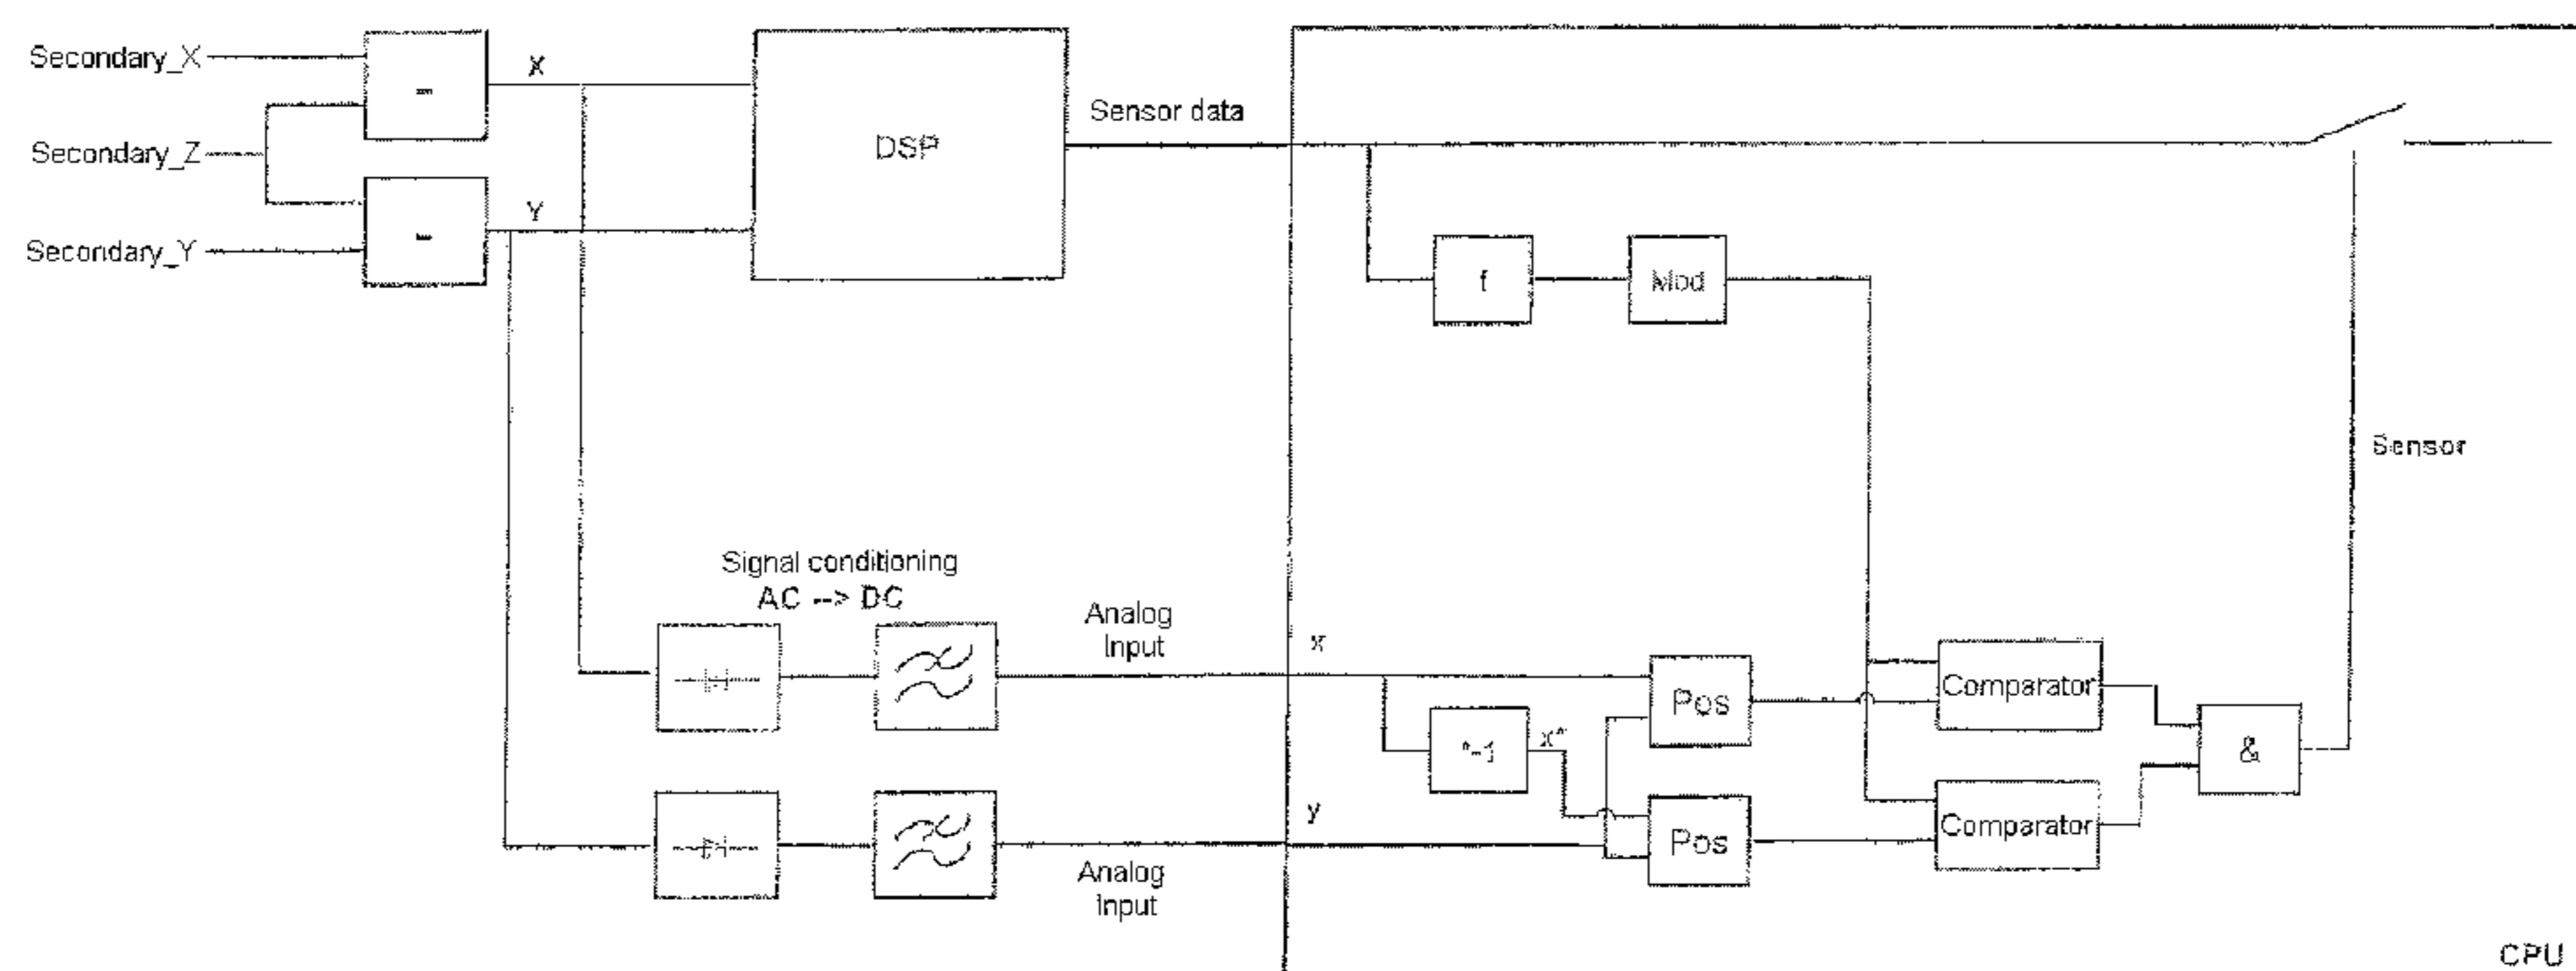 Secondary_X
Secondary_Z
Secondary_Y
-
-
X
Y
DSP
Sensor data
f
Mod
Sensor
Signal conditioning
AC --> DC
Analog
Input
x
Pos
Comparator
*-1
x*
&
y
Pos
Comparator
Analog
Input
CPU